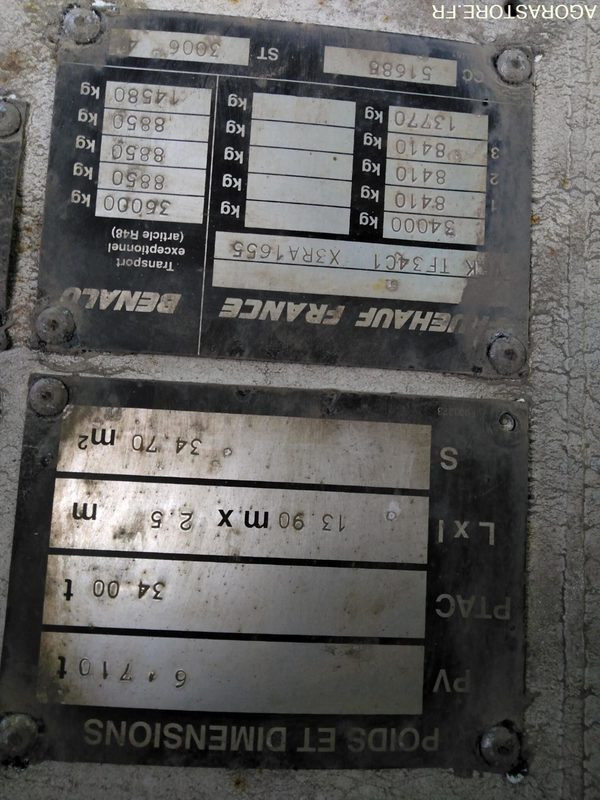 AGORASTORE.FR
POIDS ET DIMENSIONS
PV 6.710 t
PTAC 34.00 t
L x l 13.90 m x 2.5 m
S 34.70 m²
RUEHAUF FRANCE BENALU
TF34C1 X3RA1655
Transport
exceptionnel
(article R48)
34000 kg kg 36000 kg
1 8410 kg kg 8850 kg
2 8410 kg kg 8850 kg
3 8410 kg kg 8850 kg
13770 kg kg 14580 kg
CC 51688 ST 3006 4